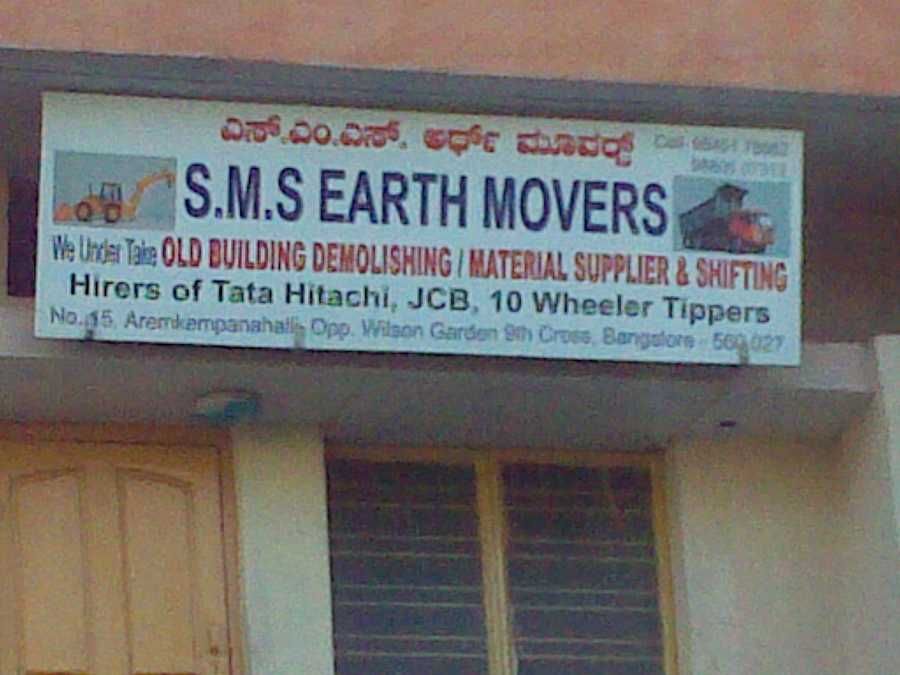 ಎಸ್.ಎಂ.ಎಸ್. ಅರ್ಥ್ ಮೂವರ್ಸ್
S.M.S EARTH MOVERS
We Under Take OLD BUILDING DEMOLISHING / MATERIAL SUPPLIER & SHIFTING
Hirers of Tata Hitachi, JCB, 10 Wheeler Tippers
No. 15, Aremkempanahalli, Opp. Wilson Garden 9th Cross, Bangalore - 560 027